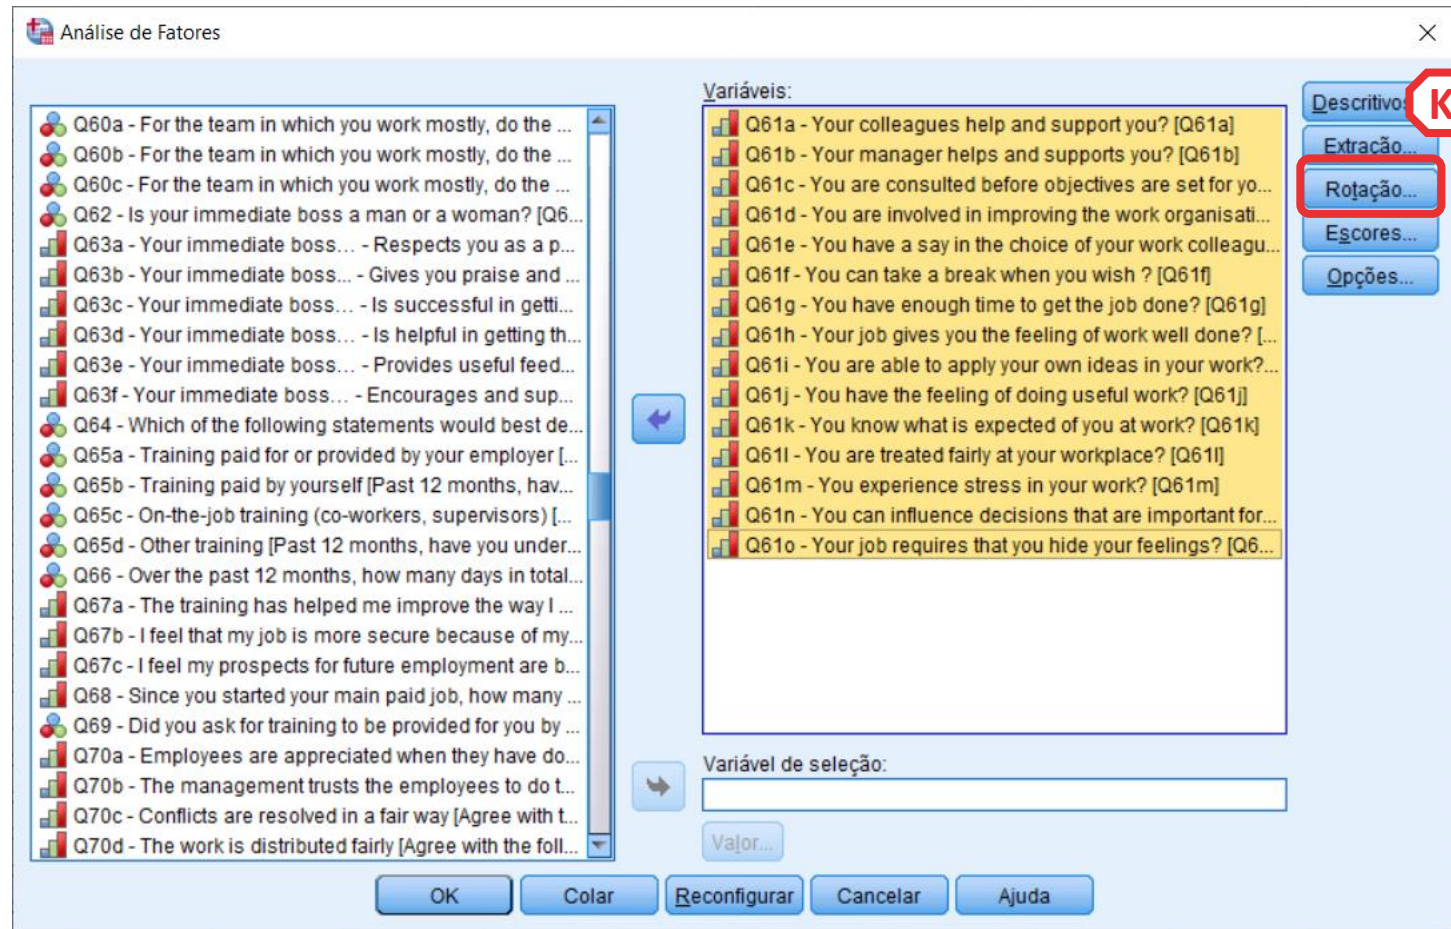 Análise de Fatores
Q60a - For the team in which you work mostly, do the ...
Q60b - For the team in which you work mostly, do the ...
Q60c - For the team in which you work mostly, do the ...
Q62 - Is your immediate boss a man or a woman? [Q6...
Q63a - Your immediate boss... - Respects you as a p...
Q63b - Your immediate boss... - Gives you praise and ...
Q63c - Your immediate boss... - Is successful in getti...
Q63d - Your immediate boss... - Is helpful in getting th...
Q63e - Your immediate boss... - Provides useful feed...
Q63f - Your immediate boss... - Encourages and sup...
Q64 - Which of the following statements would best de...
Q65a - Training paid for or provided by your employer [...
Q65b - Training paid by yourself [Past 12 months, hav...
Q65c - On-the-job training (co-workers, supervisors) [...
Q65d - Other training [Past 12 months, have you under...
Q66 - Over the past 12 months, how many days in total...
Q67a - The training has helped me improve the way I ...
Q67b - I feel that my job is more secure because of my...
Q67c - I feel my prospects for future employment are b...
Q68 - Since you started your main paid job, how many ...
Q69 - Did you ask for training to be provided for you by ...
Q70a - Employees are appreciated when they have do...
Q70b - The management trusts the employees to do t...
Q70c - Conflicts are resolved in a fair way [Agree with t...
Q70d - The work is distributed fairly [Agree with the foll...
Variáveis:
Q61a - Your colleagues help and support you? [Q61a]
Q61b - Your manager helps and supports you? [Q61b]
Q61c - You are consulted before objectives are set for yo...
Q61d - You are involved in improving the work organisati...
Q61e - You have a say in the choice of your work colleagu...
Q61f - You can take a break when you wish ? [Q61f]
Q61g - You have enough time to get the job done? [Q61g]
Q61h - Your job gives you the feeling of work well done? [...
Q61i - You are able to apply your own ideas in your work?...
Q61j - You have the feeling of doing useful work? [Q61j]
Q61k - You know what is expected of you at work? [Q61k]
Q61l - You are treated fairly at your workplace? [Q61l]
Q61m - You experience stress in your work? [Q61m]
Q61n - You can influence decisions that are important for...
Q61o - Your job requires that you hide your feelings? [Q6...
Variável de seleção:
Valor...
Descritivos
K
Extração...
Rotação...
Escores...
Opções...
OK
Colar
Reconfigurar
Cancelar
Ajuda